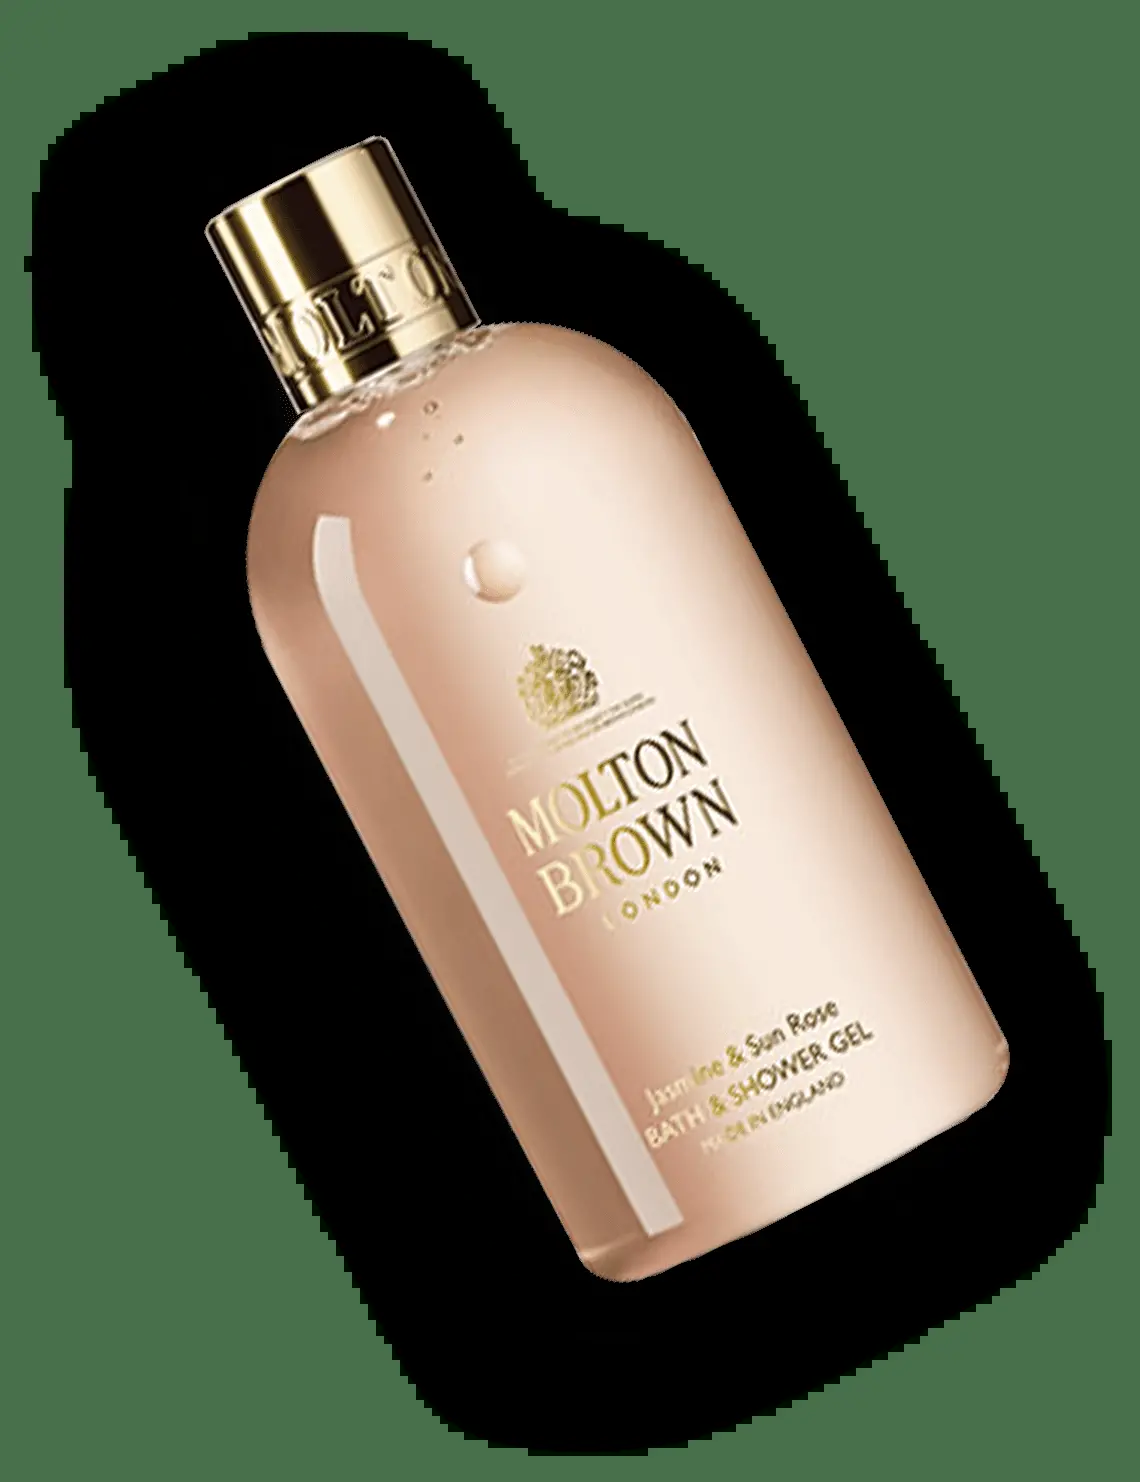 MOLTON
MOLTON
BROWN
LONDON
Jasmine & Sun Rose
BATH & SHOWER GEL
MADE IN ENGLAND